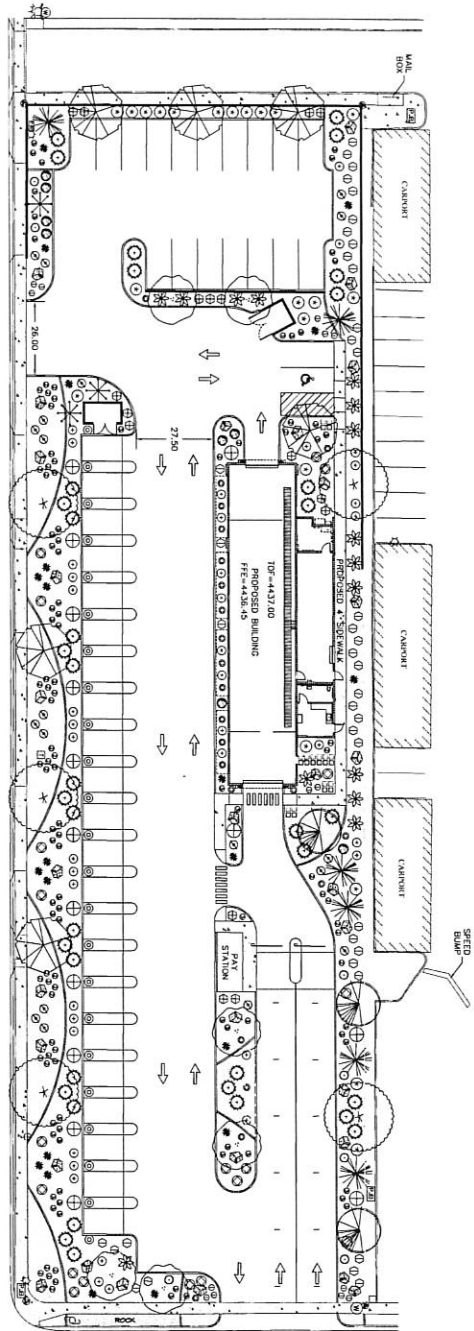 MAIL
BOX
CARPORT
26.00
27.50
TOF=4437.00
PROPOSED BUILDING
FFE=4436.45
PROPOSED 4' SIDEWALK
CARPORT
CARPORT
SPEED
BUMP
PAY
STATION
ROCK